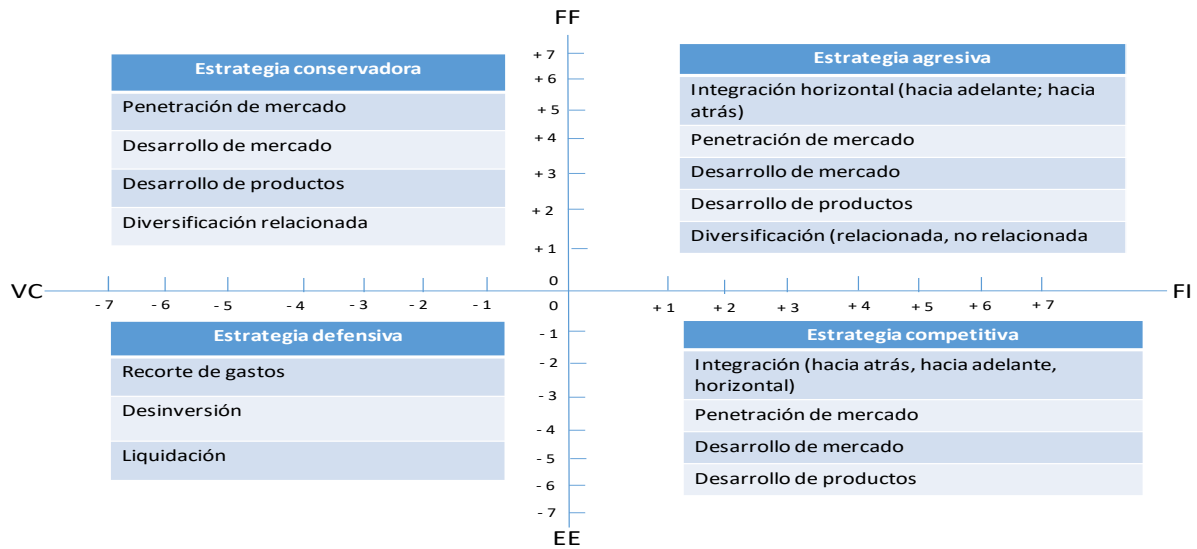 FF
Estrategia conservadora
Penetración de mercado
Desarrollo de mercado
Desarrollo de productos
Diversificación relacionada
+ 7
+ 6
+ 5
+ 4
+ 3
+ 2
+ 1
0
Estrategia agresiva
Integración horizontal (hacia adelante; hacia
atrás)
Penetración de mercado
Desarrollo de mercado
Desarrollo de productos
Diversificación (relacionada, no relacionada
VC
- 7 - 6 - 5 - 4 - 3 - 2 - 1 0 + 1 + 2 + 3 + 4 + 5 + 6 + 7
FI
Estrategia defensiva
Recorte de gastos
Desinversión
Liquidación
- 1
- 2
- 3
- 4
- 5
- 6
- 7
Estrategia competitiva
Integración (hacia atrás, hacia adelante,
horizontal)
Penetración de mercado
Desarrollo de mercado
Desarrollo de productos
EE